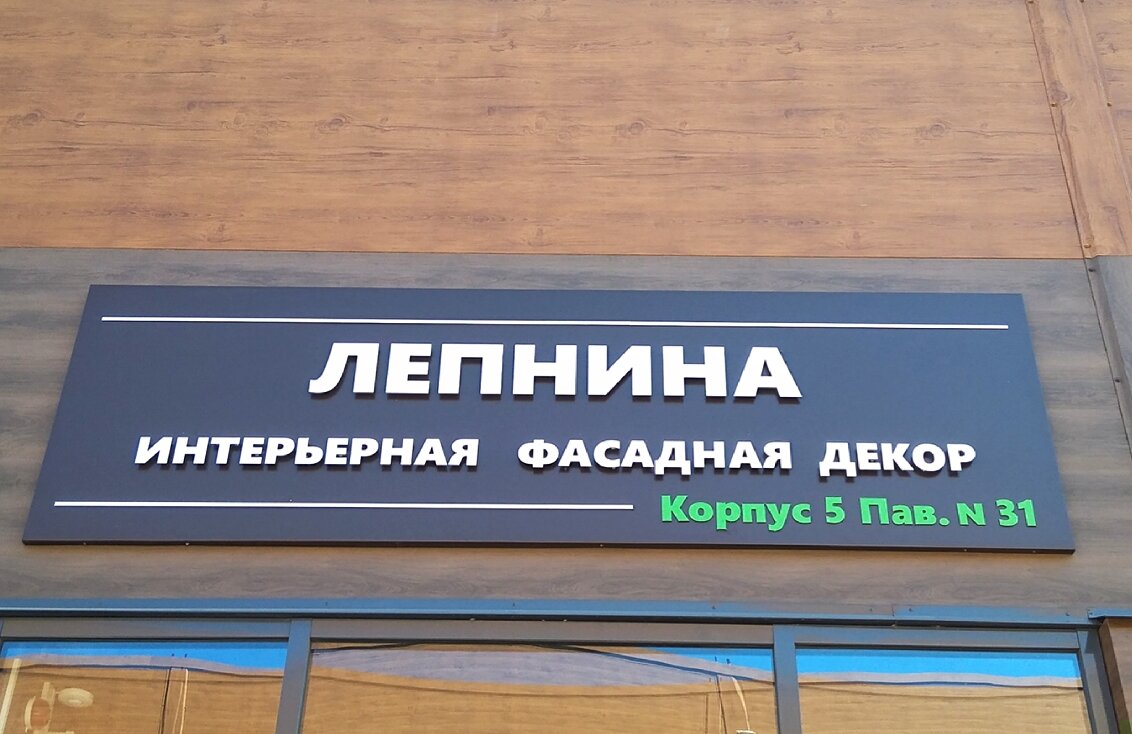 ЛЕПНИНА
ИНТЕРЬЕРНАЯ ФАСАДНАЯ ДЕКОР
Корпус 5 Пав. N 31